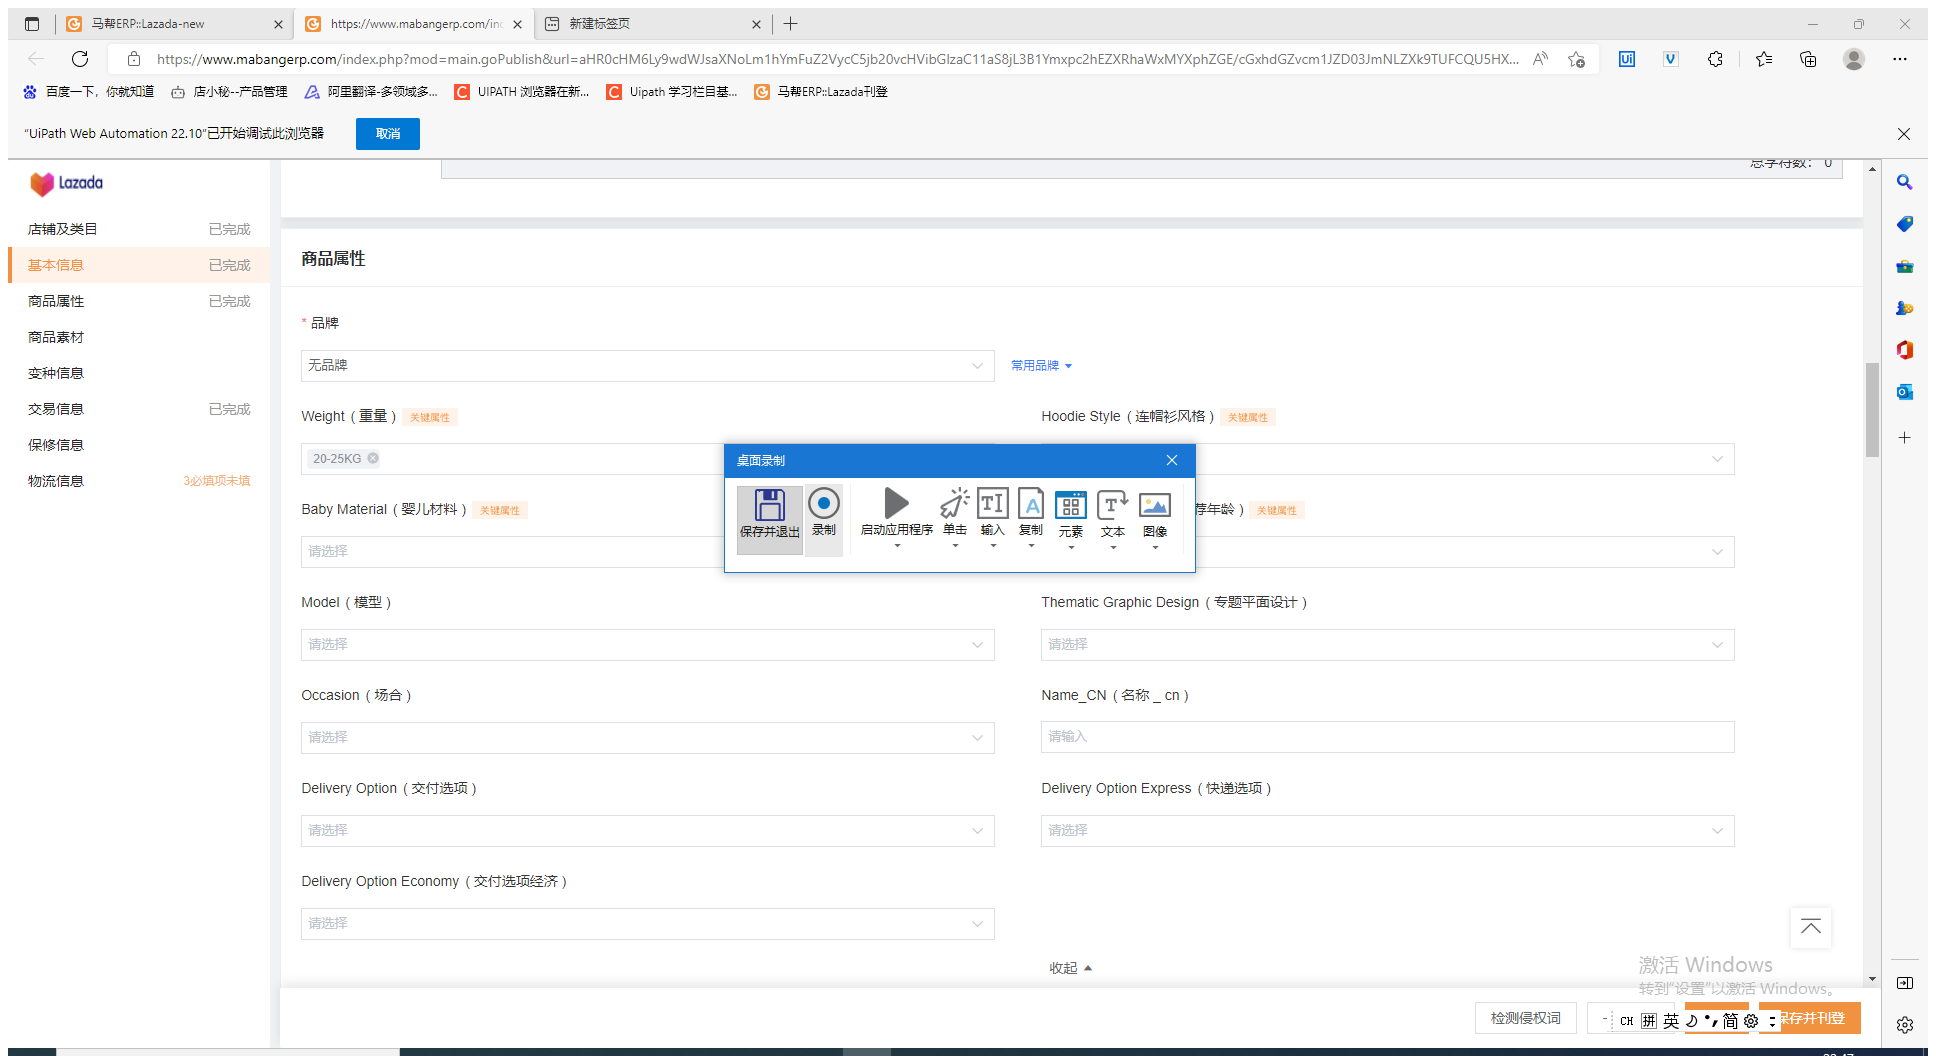 马帮ERP::Lazada-new
https://www.mabangerp.com/inc
新建标签页
https://www.mabangerp.com/index.php?mod=main.goPublish&url=aHR0cHM6Ly9wdWJsaXNoLm1hYmFuZ2VycC5jb20vcHVibGlzaC11aS8jL3B1Ymxpc2hEZXRhaWxMYXphZGE/cGxhdGZvcm1JZD03JmNLZXk9TUFCQU5HX...
百度一下，你就知道
店小秘--产品管理
阿里翻译-多领域多...
UIPATH 浏览器在新...
Uipath 学习栏目基...
马帮ERP::Lazada刊登
“UiPath Web Automation 22.10”已开始调试此浏览器
取消
Lazada
总字符数： 0
店铺及类目 已完成
基本信息 已完成
商品属性 已完成
商品素材
变种信息
交易信息 已完成
保修信息
物流信息 3必填项未填
商品属性
* 品牌
无品牌
常用品牌
Weight ( 重量 ) 关键属性
Hoodie Style ( 连帽衫风格 ) 关键属性
20-25KG
桌面录制
保存并退出
录制
启动应用程序
单击
输入
复制
元素
文本
图像
Baby Material ( 婴儿材料 ) 关键属性
荐年龄 ) 关键属性
请选择
Model ( 模型 )
Thematic Graphic Design ( 专题平面设计 )
请选择
请选择
Occasion ( 场合 )
Name_CN ( 名称 _ cn )
请选择
请输入
Delivery Option ( 交付选项 )
Delivery Option Express ( 快递选项 )
请选择
请选择
Delivery Option Economy ( 交付选项经济 )
请选择
收起
激活 Windows
转到“设置”以激活 Windows。
检测侵权词
CH 拼 英 简
保存并刊登